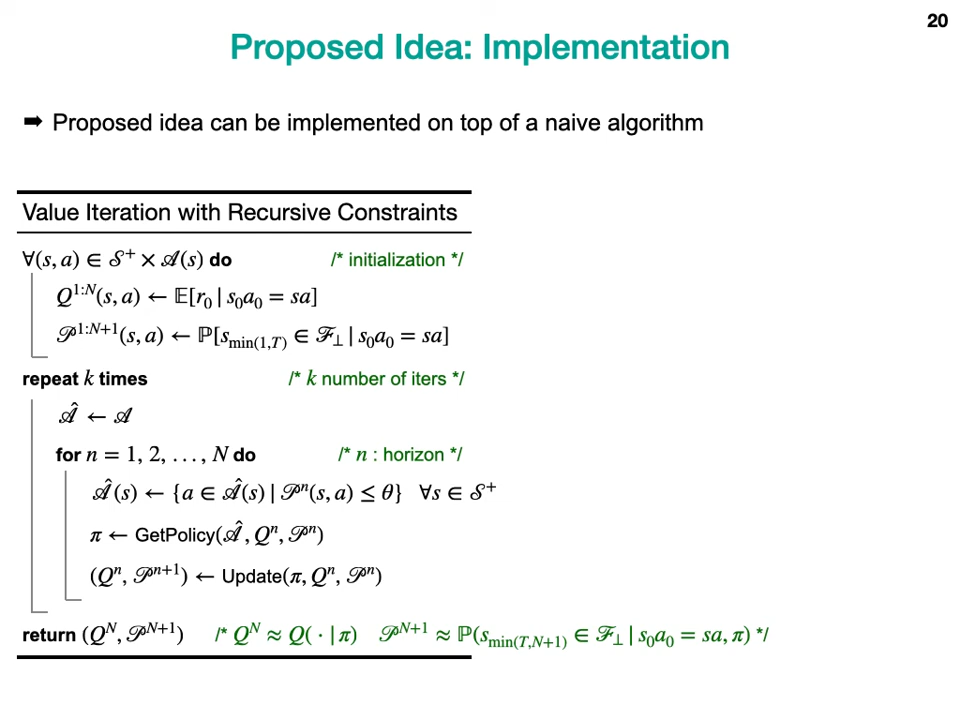 20
Proposed Idea: Implementation
➡ Proposed idea can be implemented on top of a naive algorithm
Value Iteration with Recursive Constraints
∀(s, a) ∈ 𝒮⁺ × 𝒜(s) do /* initialization */
Q^{1:N}(s, a) ← 𝔼[r₀ | s₀a₀ = sa]
𝒫^{1:N+1}(s, a) ← ℙ[s_{min(1,T)} ∈ ℱ_⊥ | s₀a₀ = sa]
repeat k times /* k number of iters */
𝒜̂ ← 𝒜
for n = 1, 2, …, N do /* n : horizon */
𝒜̂(s) ← {a ∈ 𝒜̂(s) | 𝒫ⁿ(s, a) ≤ θ} ∀s ∈ 𝒮⁺
π ← GetPolicy(𝒜̂, Qⁿ, 𝒫ⁿ)
(Qⁿ, 𝒫^{n+1}) ← Update(π, Qⁿ, 𝒫ⁿ)
return (Q^N, 𝒫^{N+1}) /* Q^N ≈ Q( · | π) 𝒫^{N+1} ≈ ℙ(s_{min(T,N+1)} ∈ ℱ_⊥ | s₀a₀ = sa, π) */